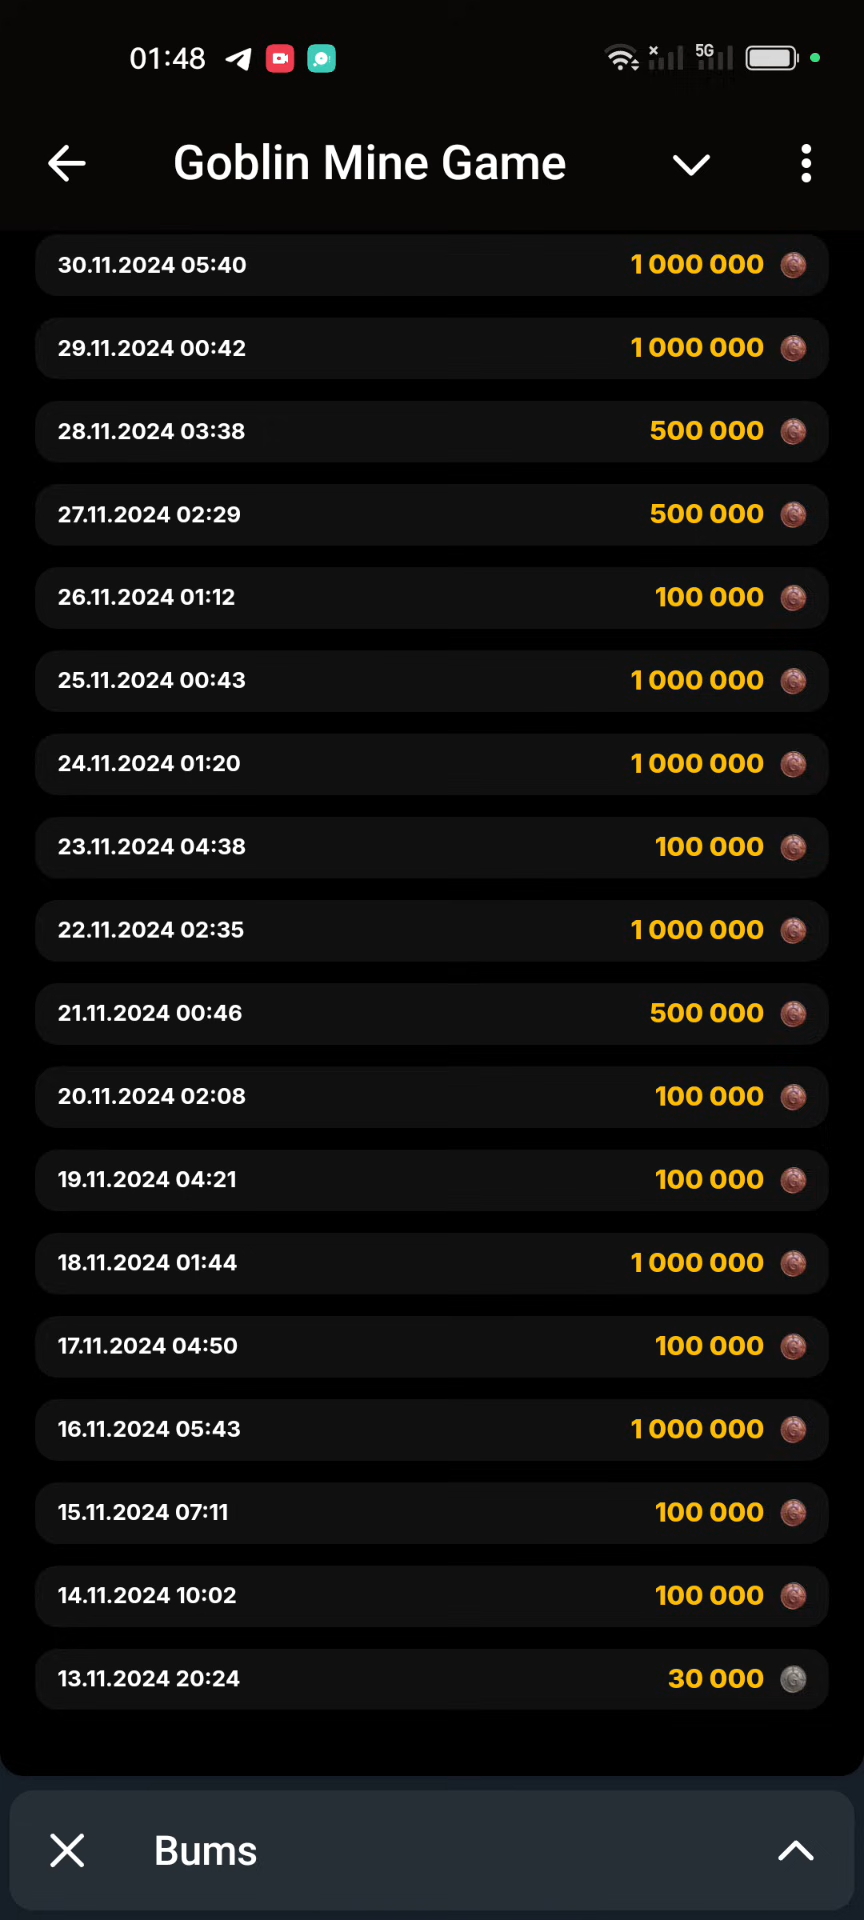 01:48 5G
Goblin Mine Game
30.11.2024 05:40 1 000 000
29.11.2024 00:42 1 000 000
28.11.2024 03:38 500 000
27.11.2024 02:29 500 000
26.11.2024 01:12 100 000
25.11.2024 00:43 1 000 000
24.11.2024 01:20 1 000 000
23.11.2024 04:38 100 000
22.11.2024 02:35 1 000 000
21.11.2024 00:46 500 000
20.11.2024 02:08 100 000
19.11.2024 04:21 100 000
18.11.2024 01:44 1 000 000
17.11.2024 04:50 100 000
16.11.2024 05:43 1 000 000
15.11.2024 07:11 100 000
14.11.2024 10:02 100 000
13.11.2024 20:24 30 000
Bums